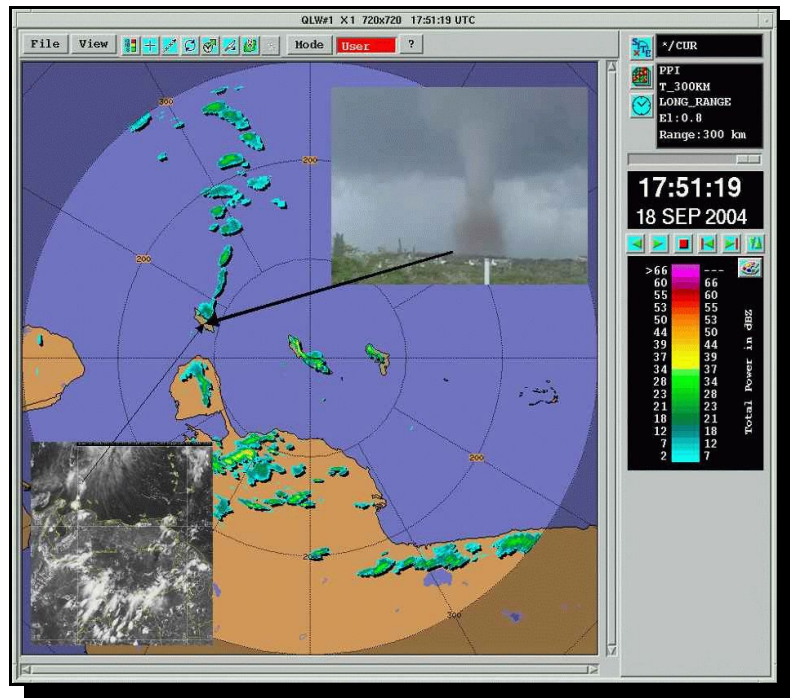 QLW#1 X1 720x720 17:51:19 UTC
File View Mode User ?
*/CUR
PPI
T_300KM
LONG_RANGE
El:0.8
Range:300 km
17:51:19
18 SEP 2004
>66 ---
60 66
55 60
53 55
50 53
44 50
39 44
37 39
34 37
28 34
23 28
21 23
18 21
12 18
7 12
2 7
Total Power in dBZ
300
200
200
200
300